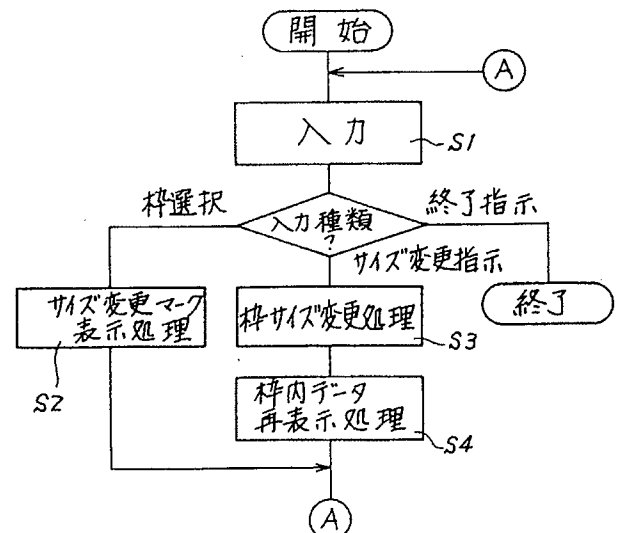 開始
A
入力
S1
枠選択
入力種類
?
終了指示
サイズ変更指示
サイズ変更マーク
表示処理
S2
枠サイズ変更処理
S3
終了
枠内データ
再表示処理
S4
A